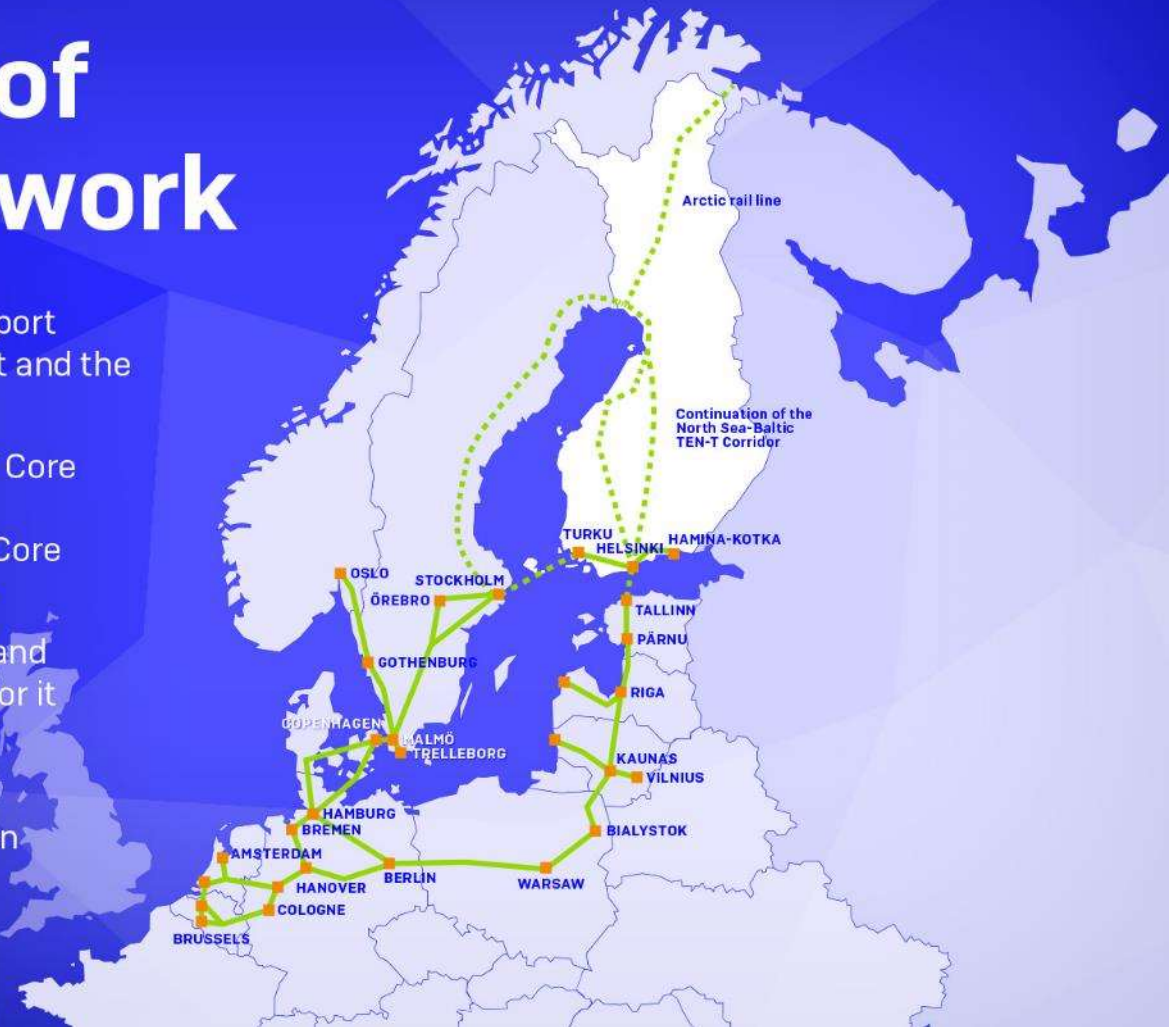 of
work
port
t and the
Core
Core
and
or it
n
Arctic rail line
Continuation of the
North Sea-Baltic
TEN-T Corridor
TURKU
HELSINKI
HAMINA-KOTKA
OSLO
STOCKHOLM
ÖREBRO
TALLINN
PÄRNU
GOTHENBURG
RIGA
COPENHAGEN
MALMÖ
TRELLEBORG
KAUNAS
VILNIUS
HAMBURG
BREMEN
BIALYSTOK
AMSTERDAM
HANOVER
BERLIN
WARSAW
COLOGNE
BRUSSELS